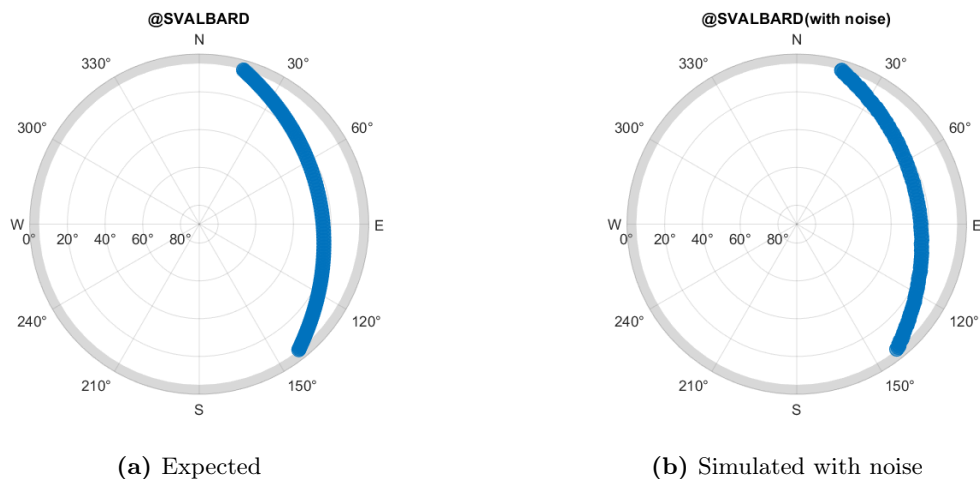 @SVALBARD
N
330° 30°
300° 60°
W E
0° 20° 40° 60° 80°
240° 120°
210° 150°
S
(a) Expected
@SVALBARD(with noise)
N
330° 30°
300° 60°
W E
0° 20° 40° 60° 80°
240° 120°
210° 150°
S
(b) Simulated with noise